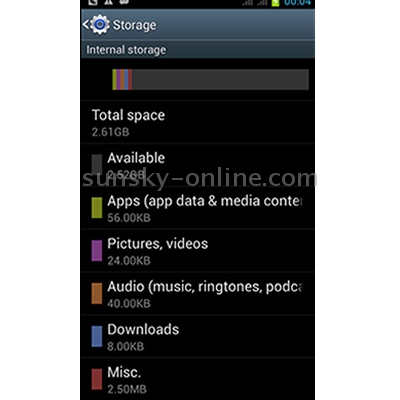 00:04
Storage
Internal storage
Total space
2.61GB
Available
2.52GB
sunsky-online.com
Apps (app data & media conte
56.00KB
Pictures, videos
24.00KB
Audio (music, ringtones, podca
40.00KB
Downloads
8.00KB
Misc.
2.50MB